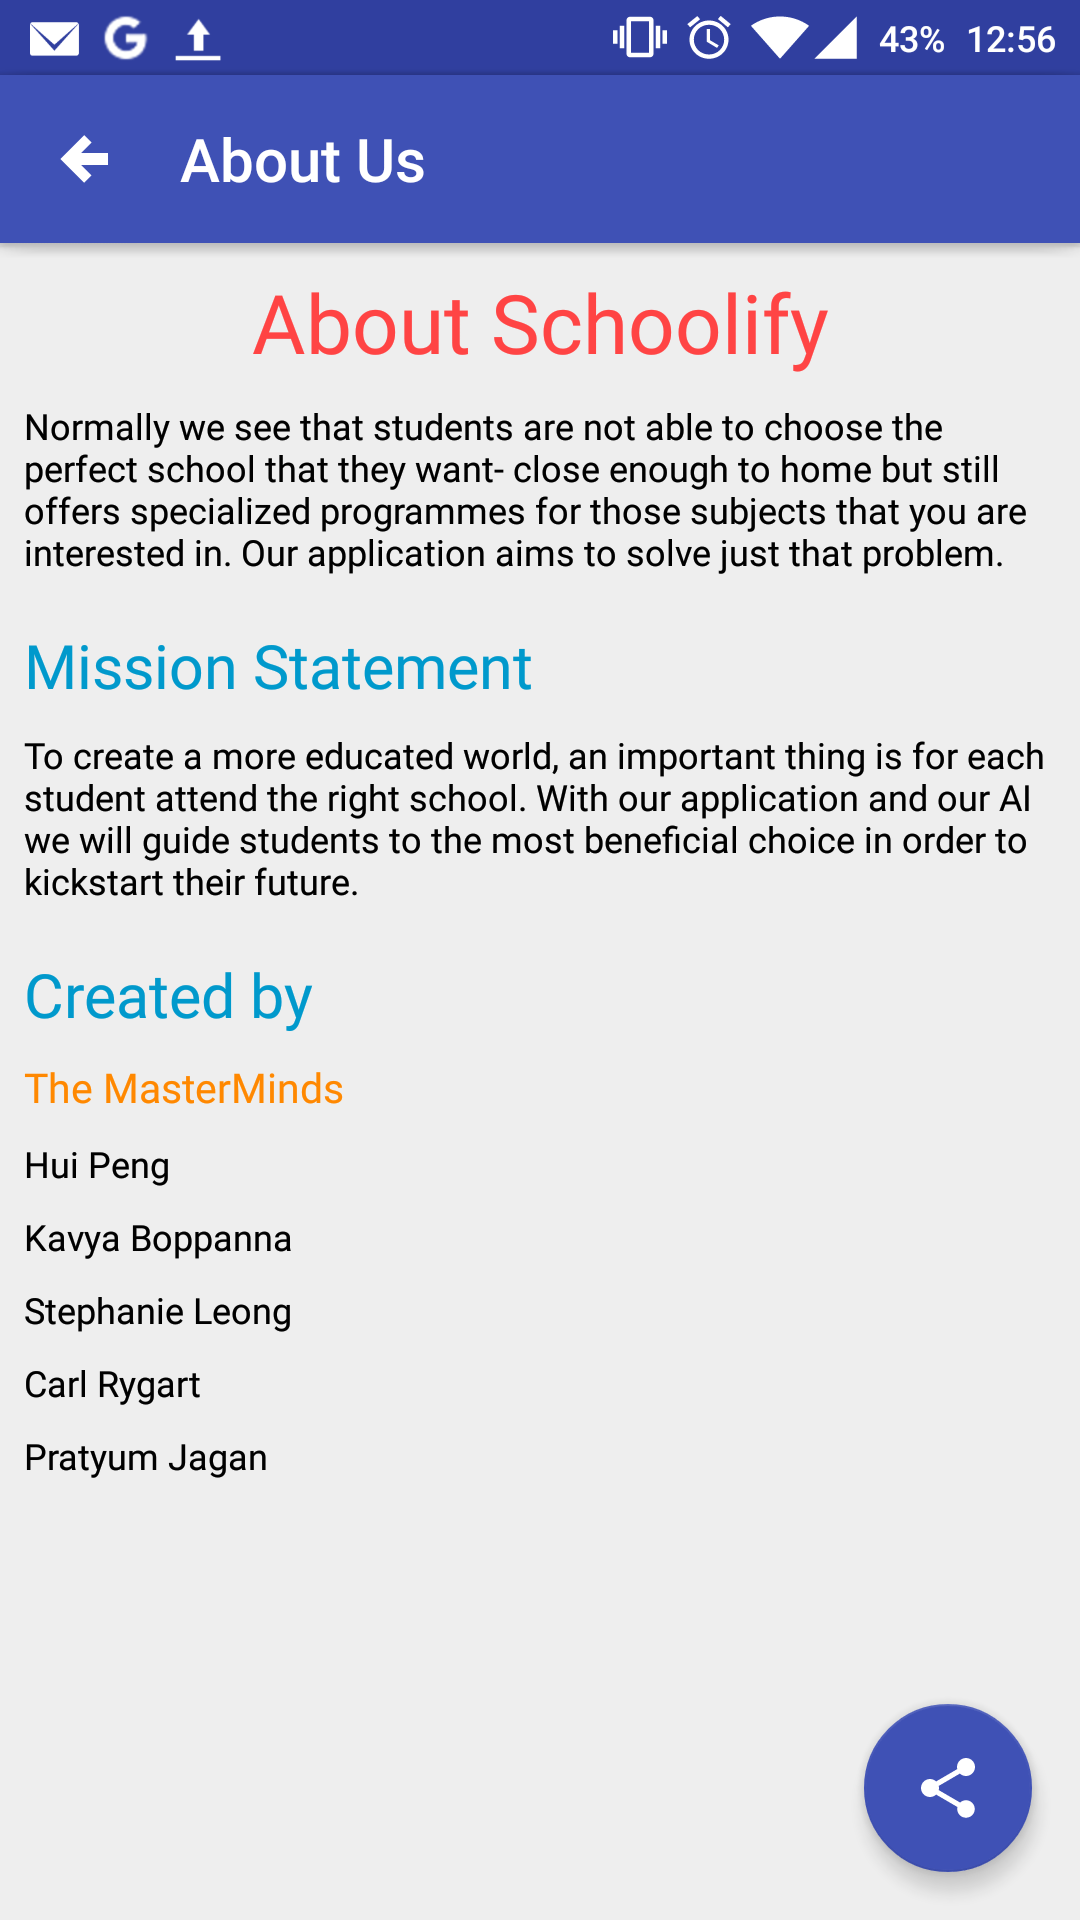 43% 12:56
About Us
About Schoolify
Normally we see that students are not able to choose the
perfect school that they want- close enough to home but still
offers specialized programmes for those subjects that you are
interested in. Our application aims to solve just that problem.
Mission Statement
To create a more educated world, an important thing is for each
student attend the right school. With our application and our AI
we will guide students to the most beneficial choice in order to
kickstart their future.
Created by
The MasterMinds
Hui Peng
Kavya Boppanna
Stephanie Leong
Carl Rygart
Pratyum Jagan